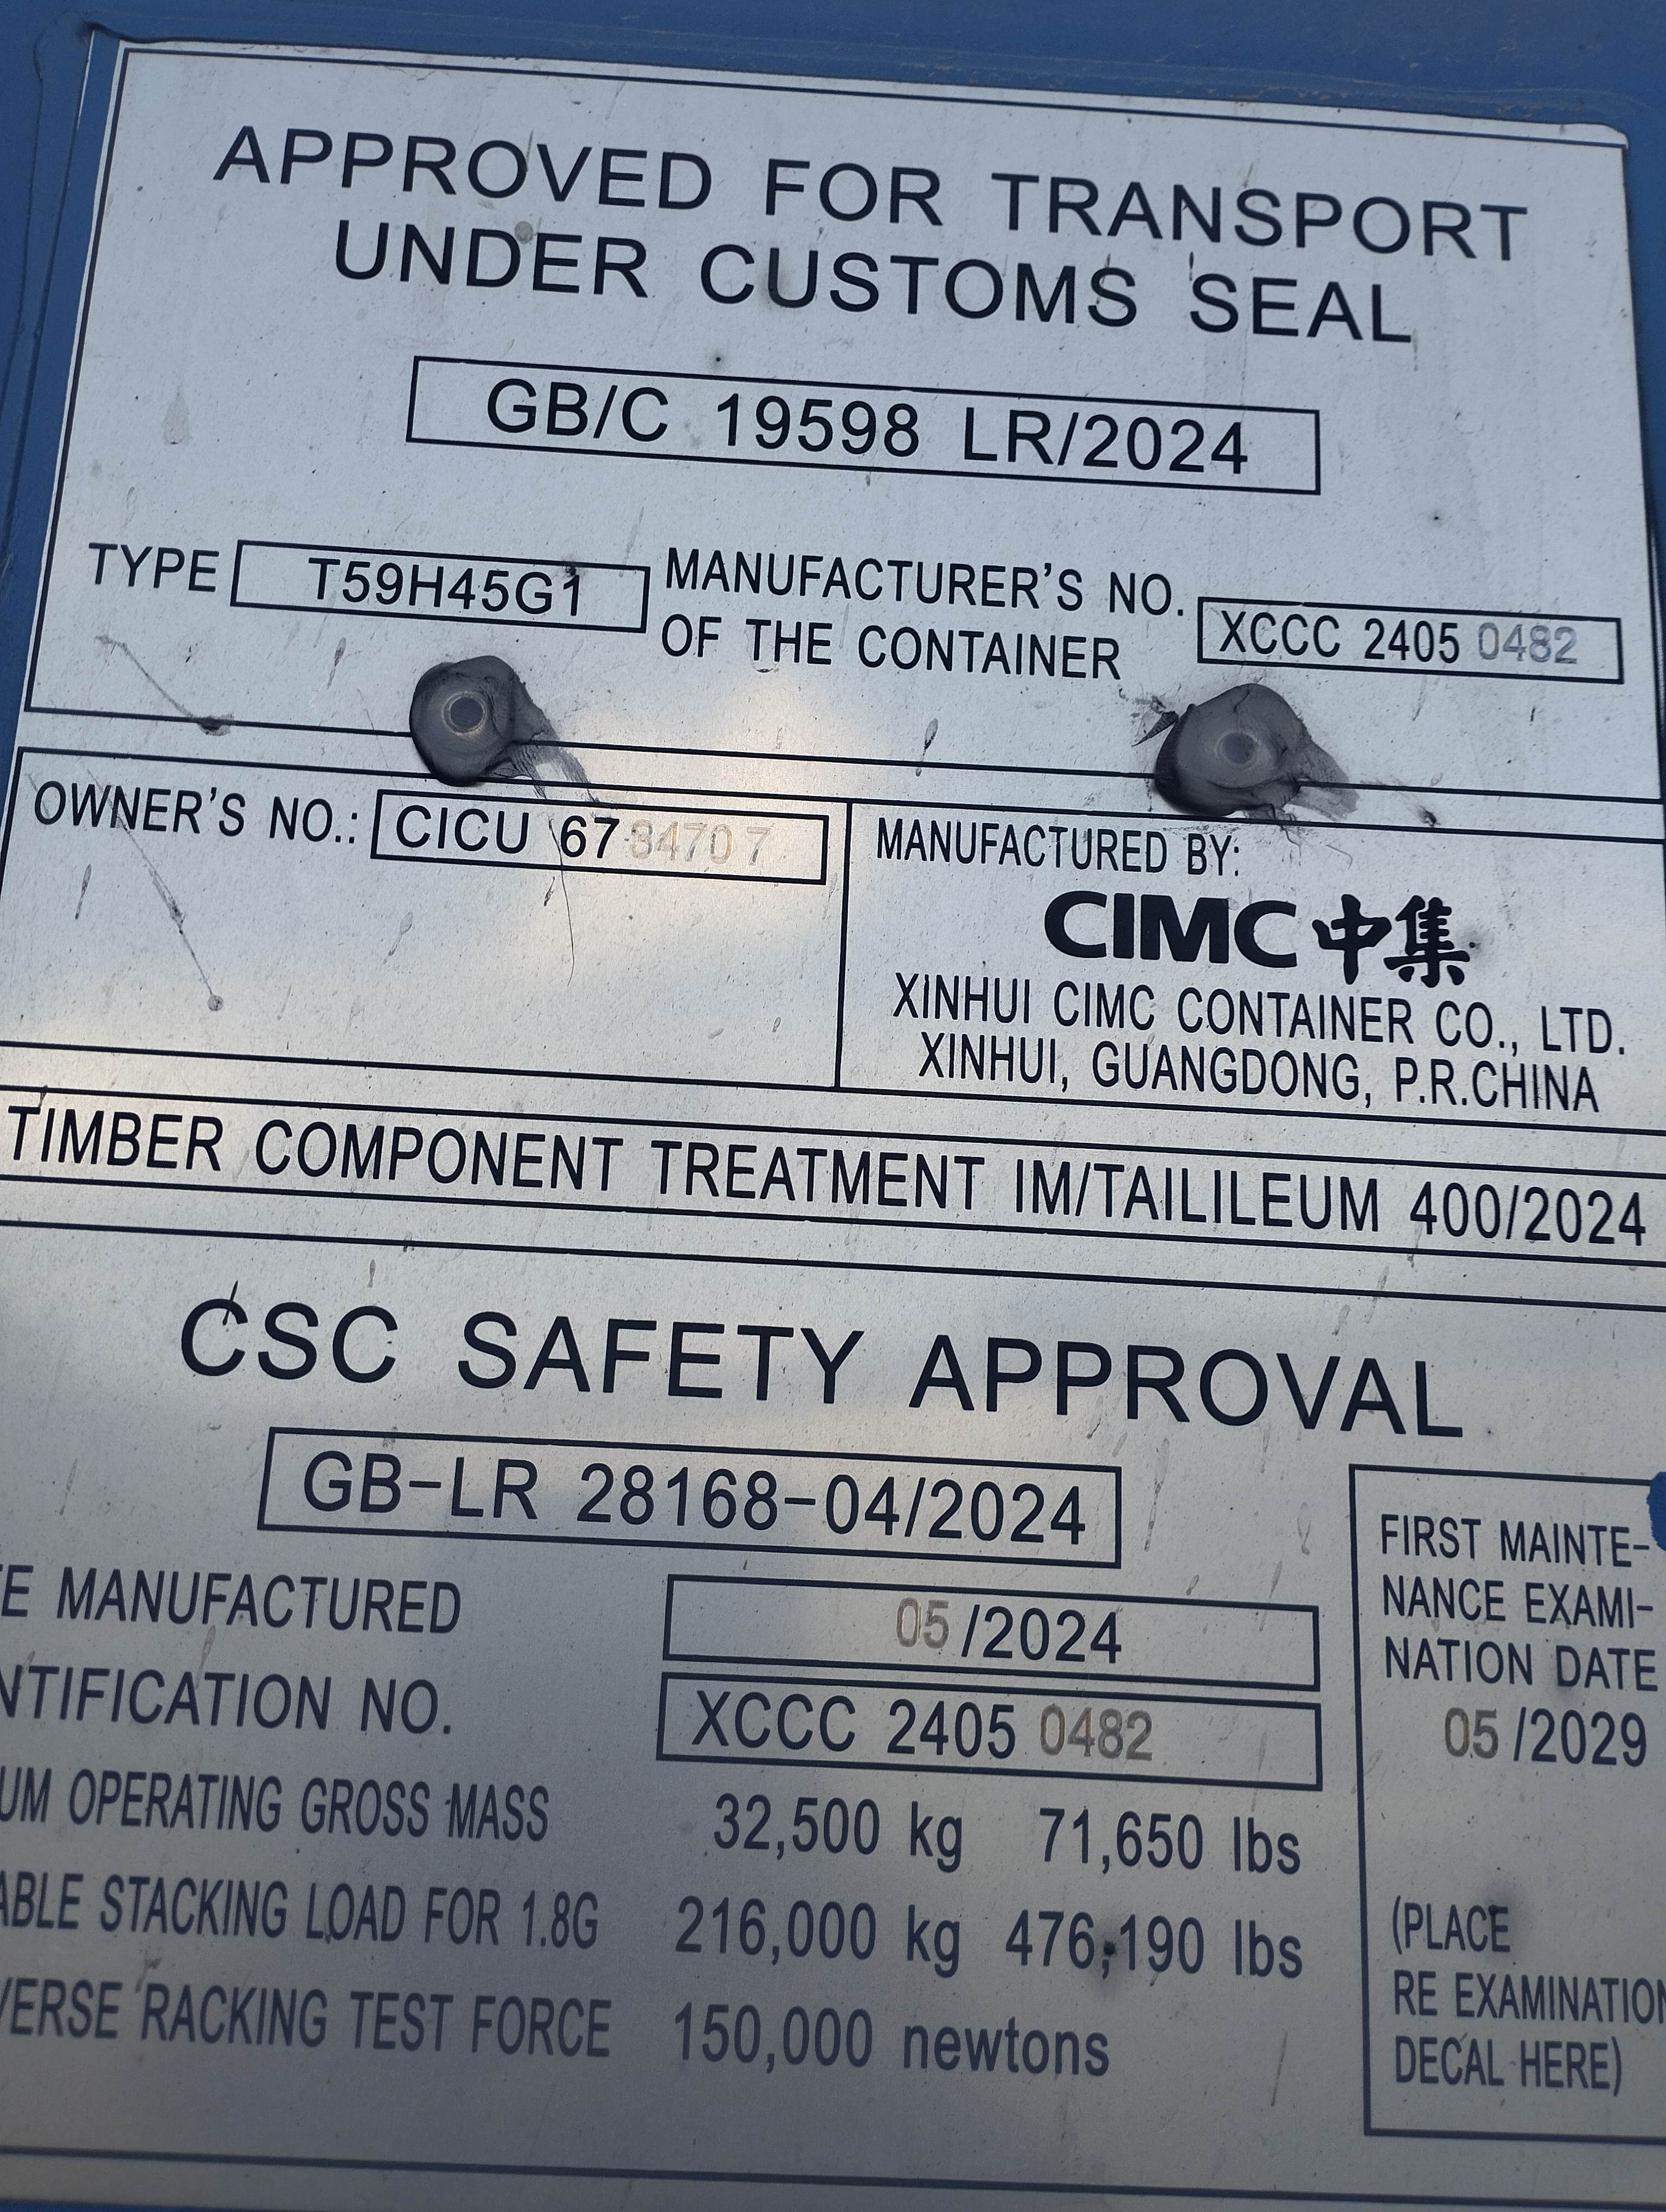 APPROVED FOR TRANSPORT
UNDER CUSTOMS SEAL
GB/C 19598 LR/2024
TYPE T59H45G1 MANUFACTURER'S NO.
OF THE CONTAINER XCCC 2405 0482
OWNER'S NO.: CICU 67 3470 7
MANUFACTURED BY:
CIMC 中集
XINHUI CIMC CONTAINER CO., LTD.
XINHUI, GUANGDONG, P.R.CHINA
TIMBER COMPONENT TREATMENT IM/TAILILEUM 400/2024
CSC SAFETY APPROVAL
GB-LR 28168-04/2024
E MANUFACTURED 05/2024
NTIFICATION NO. XCCC 2405 0482
UM OPERATING GROSS MASS 32,500 kg 71,650 lbs
ABLE STACKING LOAD FOR 1.8G 216,000 kg 476,190 lbs
VERSE RACKING TEST FORCE 150,000 newtons
FIRST MAINTE-
NANCE EXAMI-
NATION DATE
05/2029
(PLACE
RE EXAMINATION
DECAL HERE)